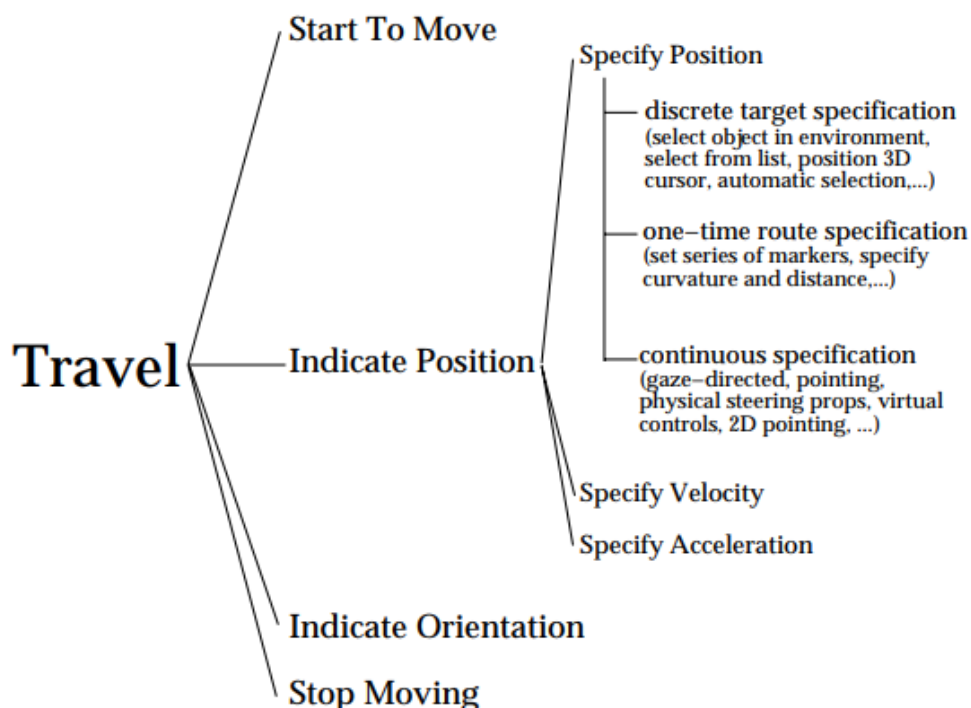 Start To Move
Specify Position
discrete target specification
(select object in environment,
select from list, position 3D
cursor, automatic selection,...)
one–time route specification
(set series of markers, specify
curvature and distance,...)
Travel
Indicate Position
continuous specification
(gaze–directed, pointing,
physical steering props, virtual
controls, 2D pointing, ...)
Specify Velocity
Specify Acceleration
Indicate Orientation
Stop Moving